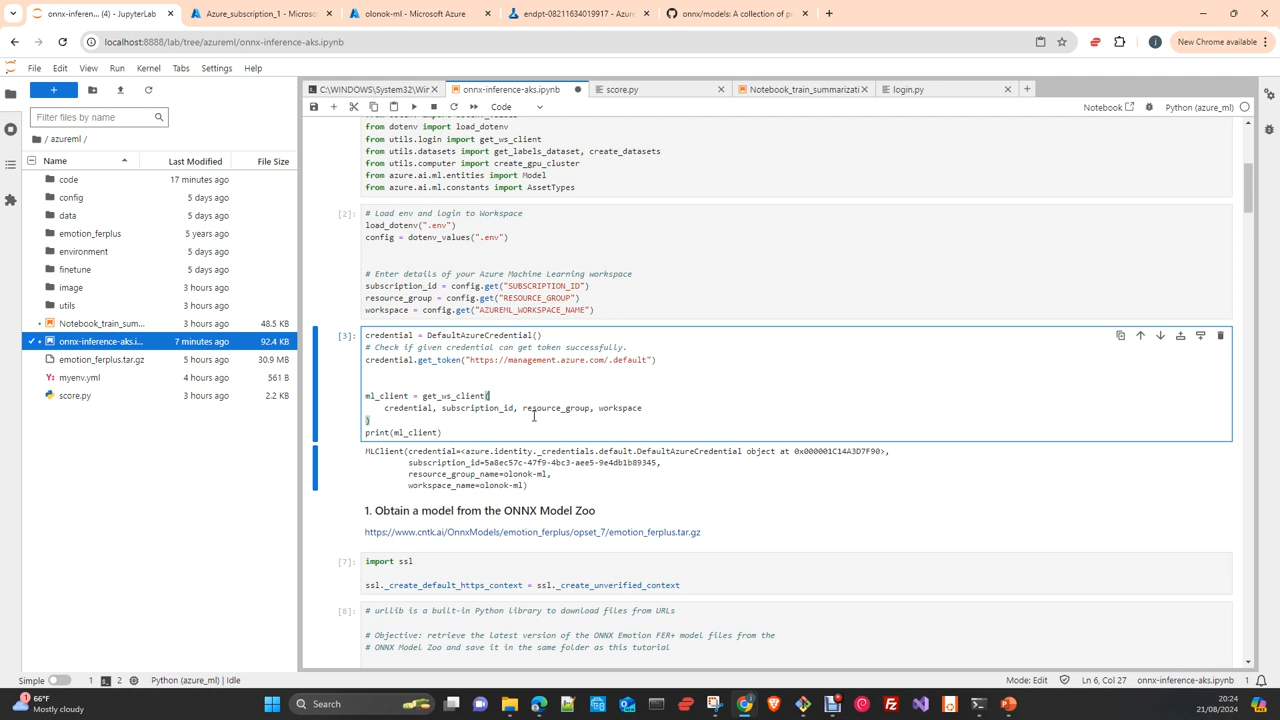 onnx-inferen... (4) - JupyterLab
Azure_subscription_1 - Microso
olonok-ml - Microsoft Azure
endpt-08211634019917 - Azure
onnx/models: A collection of p
localhost:8888/lab/tree/azureml/onnx-inference-aks.ipynb
New Chrome available
File Edit View Run Kernel Tabs Settings Help
C:\WINDOWS\System32\Wir
onnx-inference-aks.ipynb
score.py
Notebook_train_summarizati
login.py
Code
Notebook
Python (azure_ml)
Filter files by name
/ azureml /
Name Last Modified File Size
code 17 minutes ago
config 5 days ago
data 5 days ago
emotion_ferplus 5 years ago
environment 5 days ago
finetune 5 days ago
image 3 hours ago
utils 3 hours ago
Notebook_train_sum... 3 hours ago 48.5 KB
onnx-inference-aks.i... 7 minutes ago 92.4 KB
emotion_ferplus.tar.gz 5 hours ago 30.9 MB
myenv.yml 4 hours ago 561 B
score.py 3 hours ago 2.2 KB
from dotenv import load_dotenv
from utils.login import get_ws_client
from utils.datasets import get_labels_dataset, create_datasets
from utils.computer import create_gpu_cluster
from azure.ai.ml.entities import Model
from azure.ai.ml.constants import AssetTypes
[2]:
# Load env and login to Workspace
load_dotenv(".env")
config = dotenv_values(".env")
# Enter details of your Azure Machine Learning workspace
subscription_id = config.get("SUBSCRIPTION_ID")
resource_group = config.get("RESOURCE_GROUP")
workspace = config.get("AZUREML_WORKSPACE_NAME")
[3]:
credential = DefaultAzureCredential()
# Check if given credential can get token successfully.
credential.get_token("https://management.azure.com/.default")
ml_client = get_ws_client(
credential, subscription_id, resource_group, workspace
)
print(ml_client)
MLClient(credential=<azure.identity._credentials.default.DefaultAzureCredential object at 0x000001C14A3D7F90>,
subscription_id=5a8ec57c-47f9-4bc3-aee5-9e4db1b89345,
resource_group_name=olonok-ml,
workspace_name=olonok-ml)
1. Obtain a model from the ONNX Model Zoo
https://www.cntk.ai/OnnxModels/emotion_ferplus/opset_7/emotion_ferplus.tar.gz
[7]:
import ssl
ssl._create_default_https_context = ssl._create_unverified_context
[8]:
# urllib is a built-in Python Library to download files from URLs
# Objective: retrieve the latest version of the ONNX Emotion FER+ model files from the
# ONNX Model Zoo and save it in the same folder as this tutorial
Simple 1 2 Python (azure_ml) | Idle
Mode: Edit Ln 6, Col 27 onnx-inference-aks.ipynb 1
66°F
Mostly cloudy
Search
20:24
21/08/2024